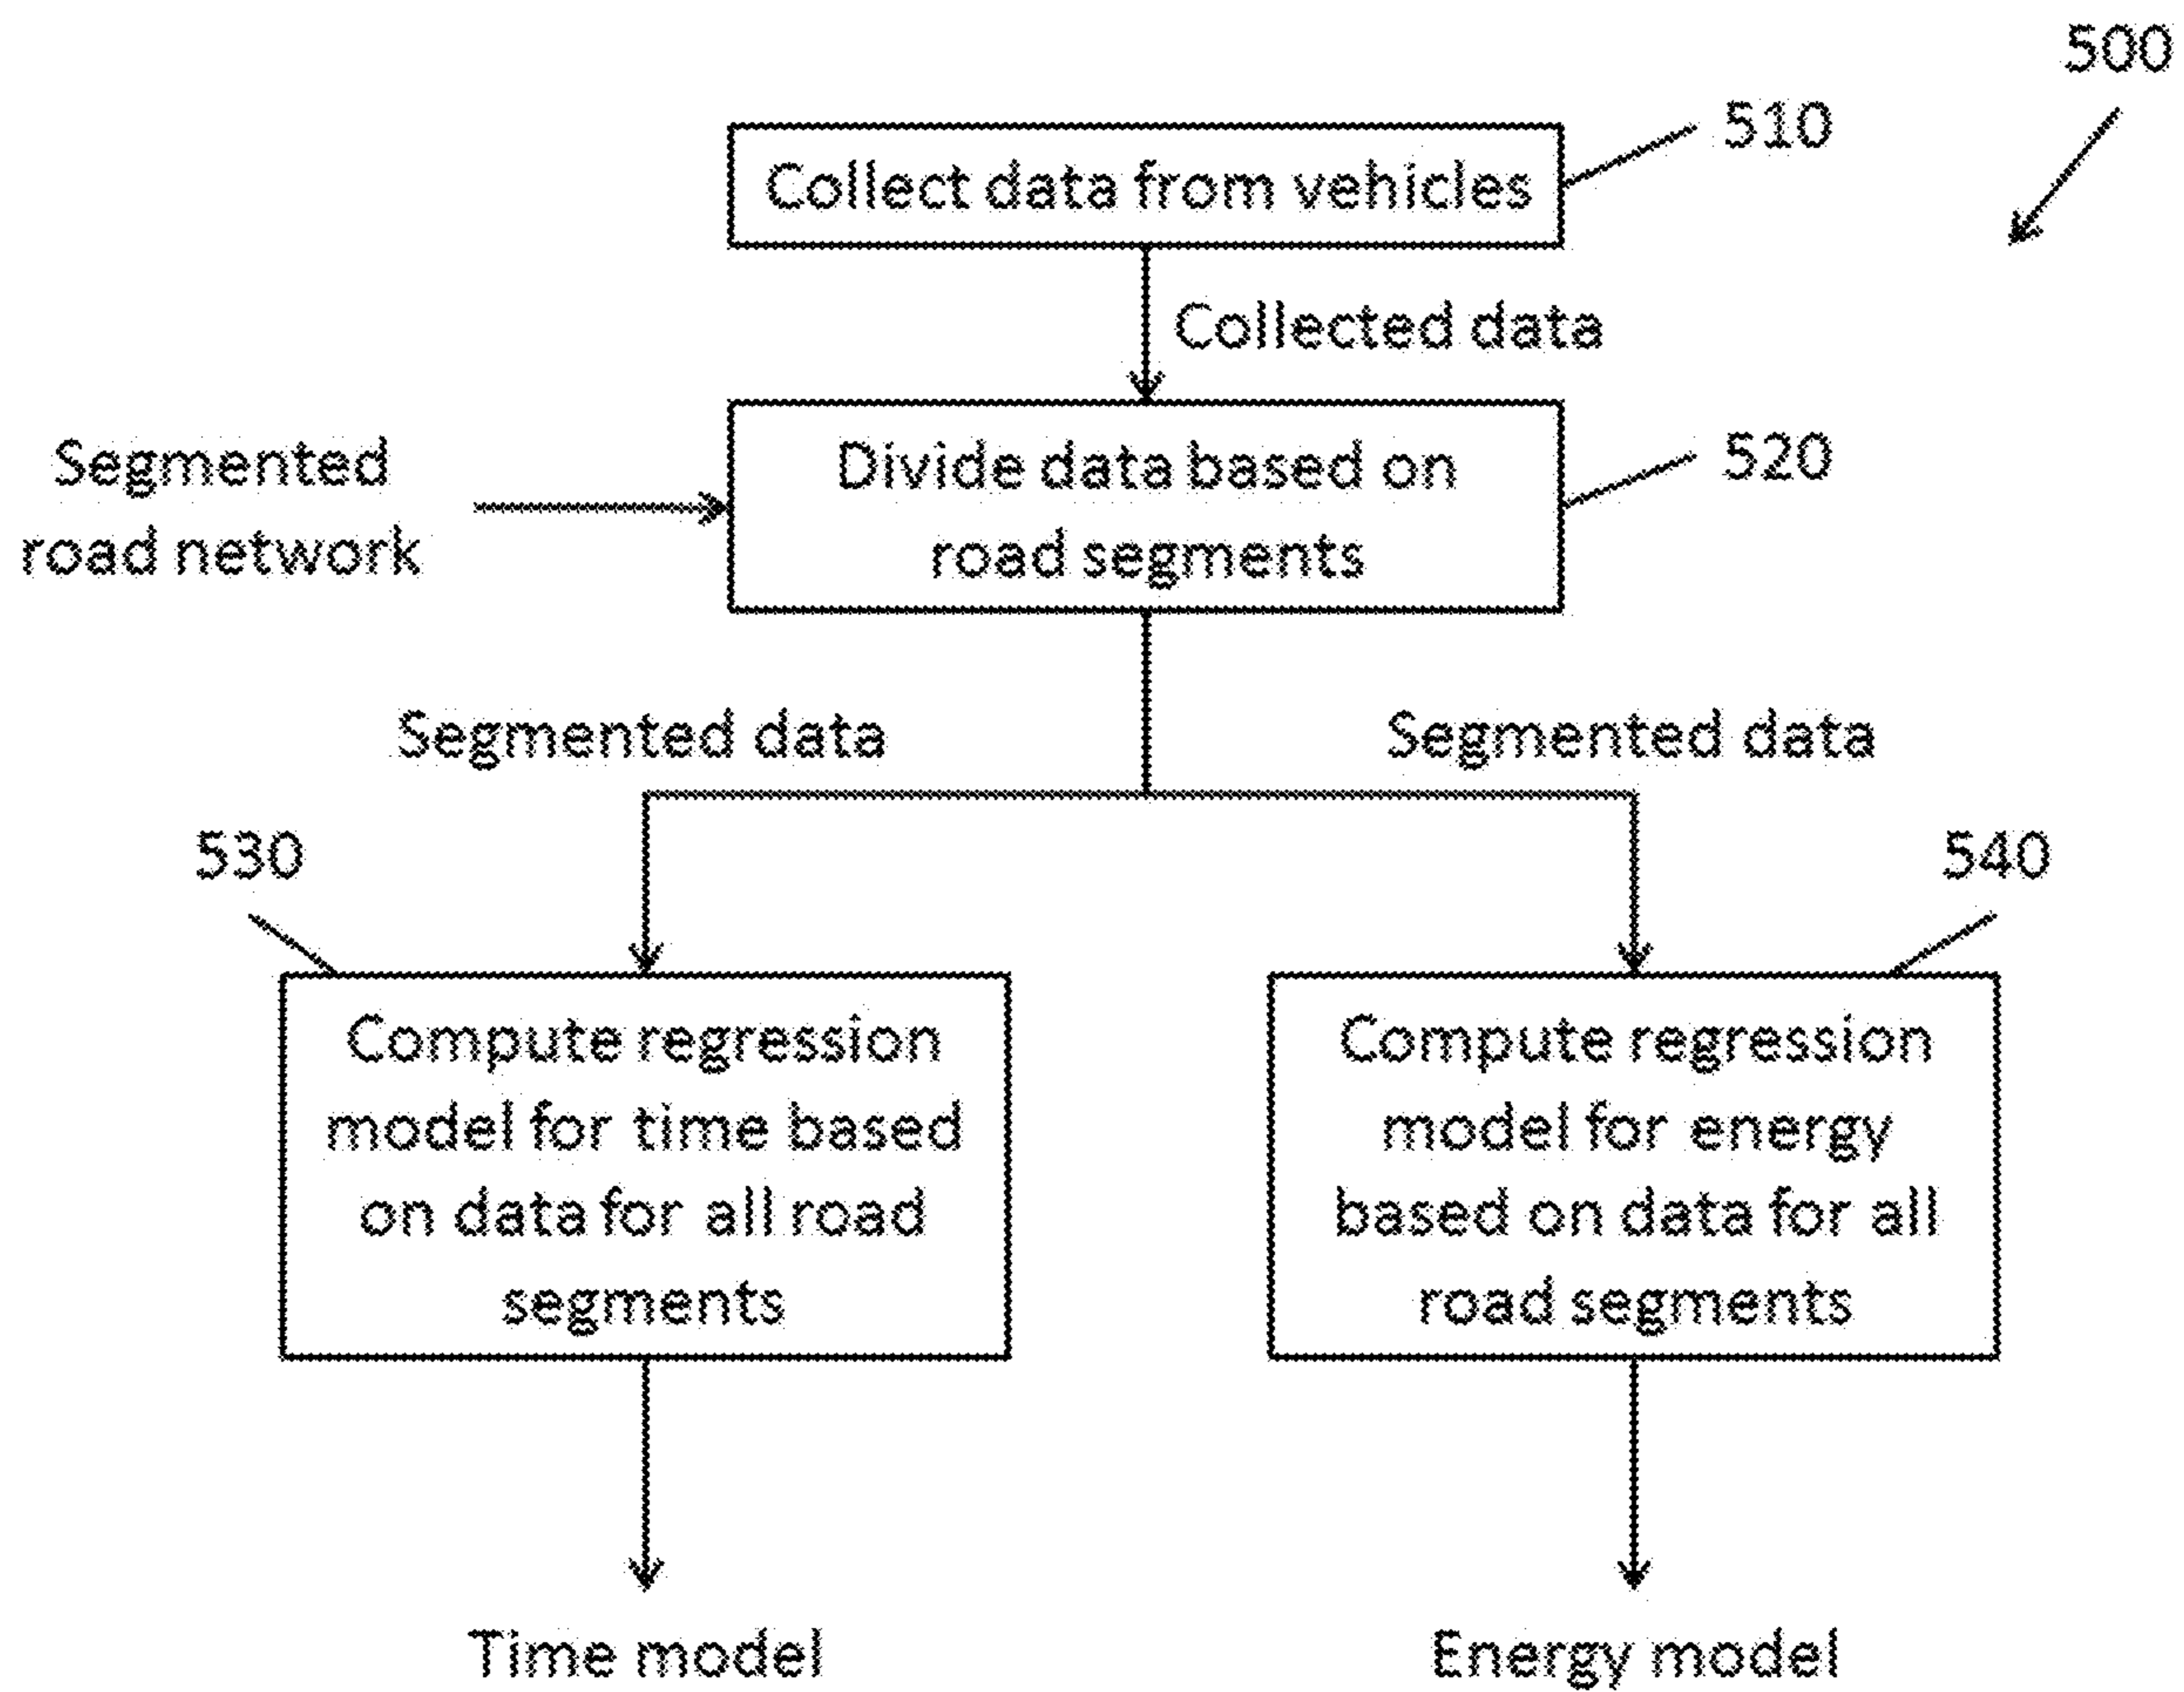 500
510
Collect data from vehicles
Collected data
Segmented
road network
Divide data based on
road segments
520
Segmented data
Segmented data
530
540
Compute regression
model for time based
on data for all road
segments
Compute regression
model for energy
based on data for all
road segments
Time model
Energy model